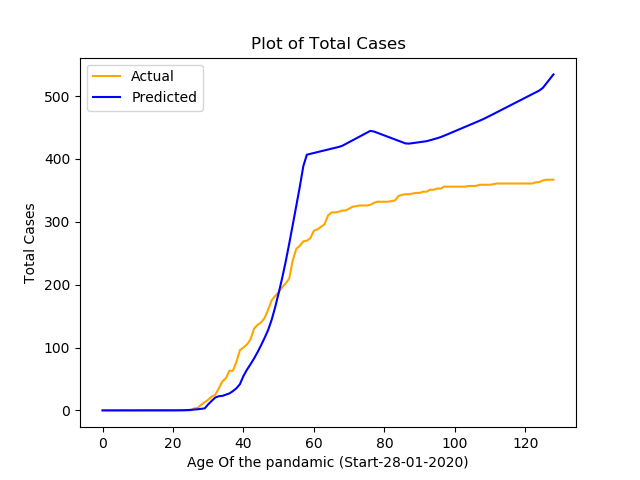 Plot of Total Cases
Actual
Predicted
Total Cases
500
400
300
200
100
0
0 20 40 60 80 100 120
Age Of the pandamic (Start-28-01-2020)